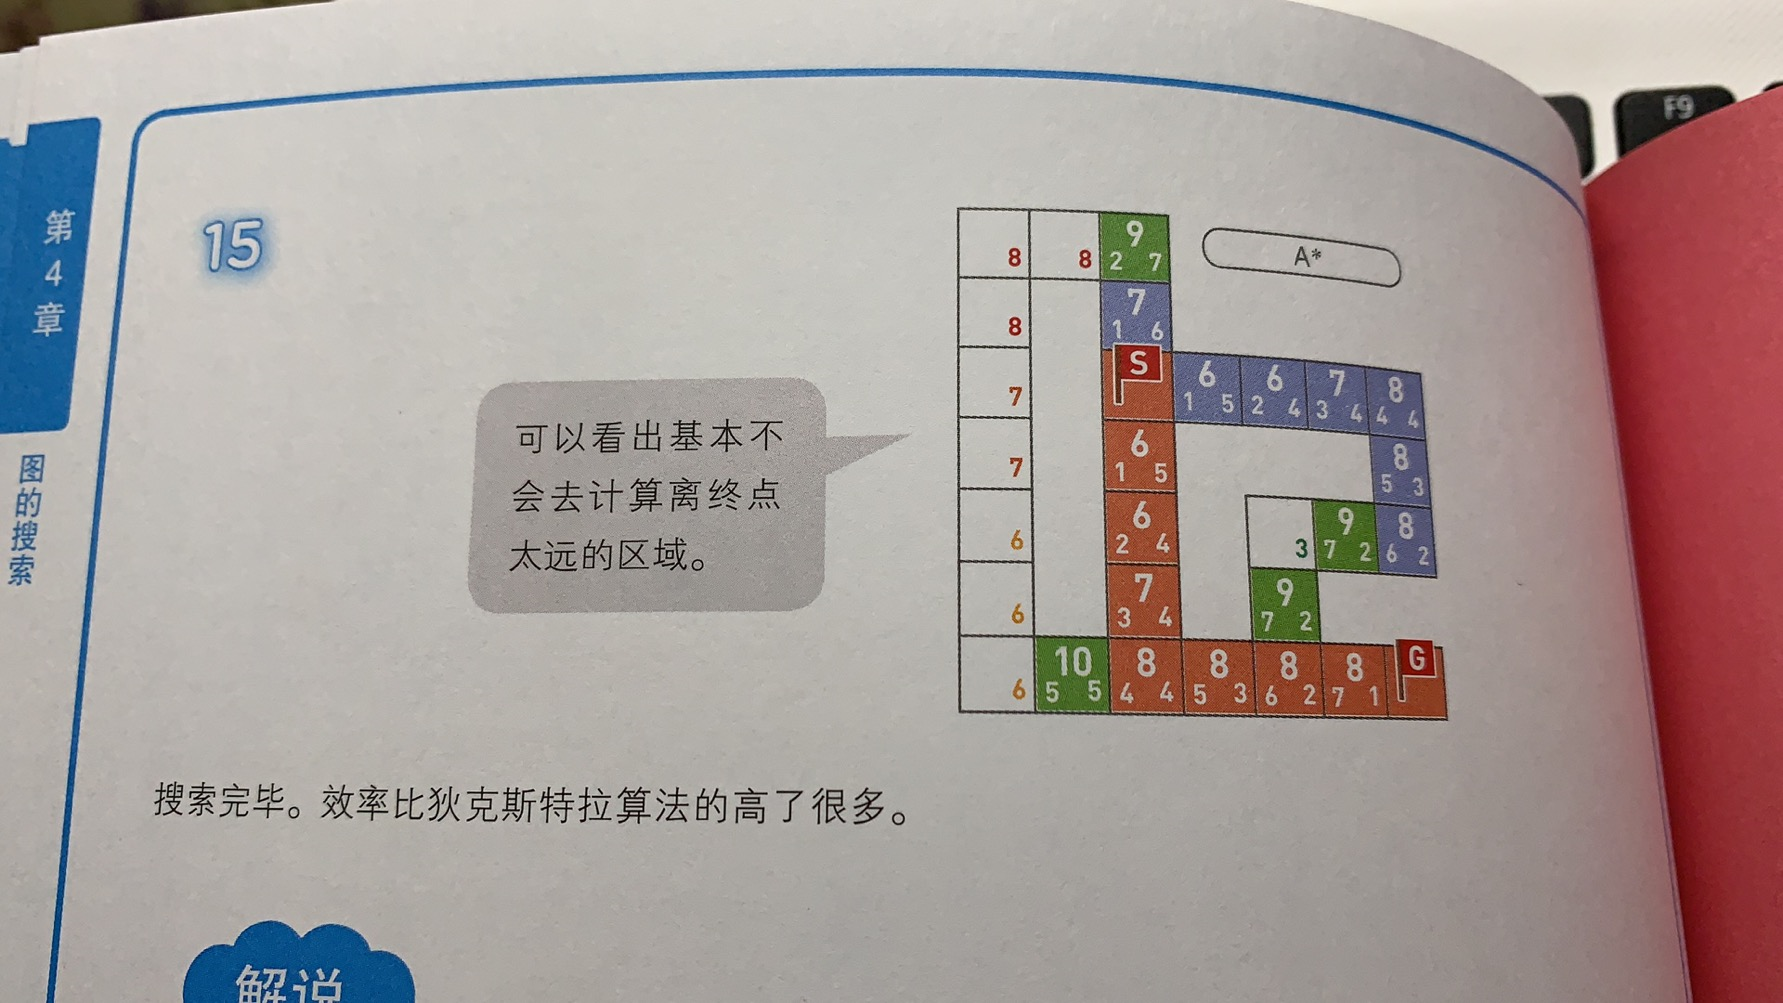 F9
第
4
章
图的搜索
15
A*
8 8 9
2 7
8 7
1 6
7 S 6 6 7 8
1 5 2 4 3 4 4 4
7 6 8
1 5 5 3
6 6 3 9 8
2 4 7 2 6 2
6 7 9
3 4 7 2
6 10 8 8 8 8 G
5 5 4 4 5 3 6 2 7 1
可以看出基本不
会去计算离终点
太远的区域。
搜索完毕。效率比狄克斯特拉算法的高了很多。
解说